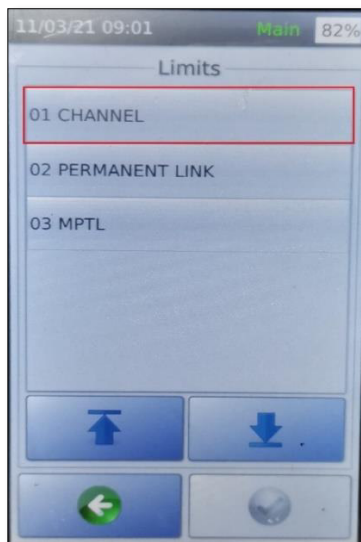 11/03/21 09:01 Main 82%
Limits
01 CHANNEL
02 PERMANENT LINK
03 MPTL